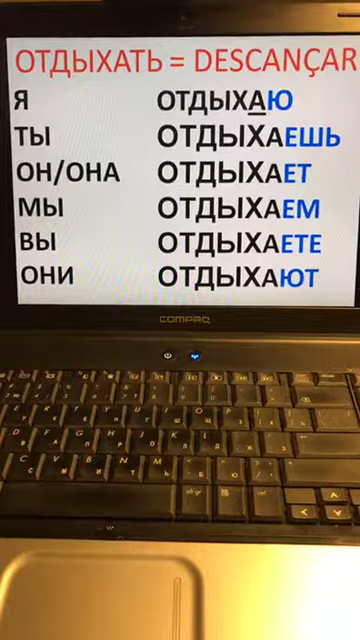 ОТДЫХАТЬ = DESCANÇAR
Я ОТДЫХАЮ
ТЫ ОТДЫХАЕШЬ
ОН/ОНА ОТДЫХАЕТ
МЫ ОТДЫХАЕМ
ВЫ ОТДЫХАЕТЕ
ОНИ ОТДЫХАЮТ
COMPAQ